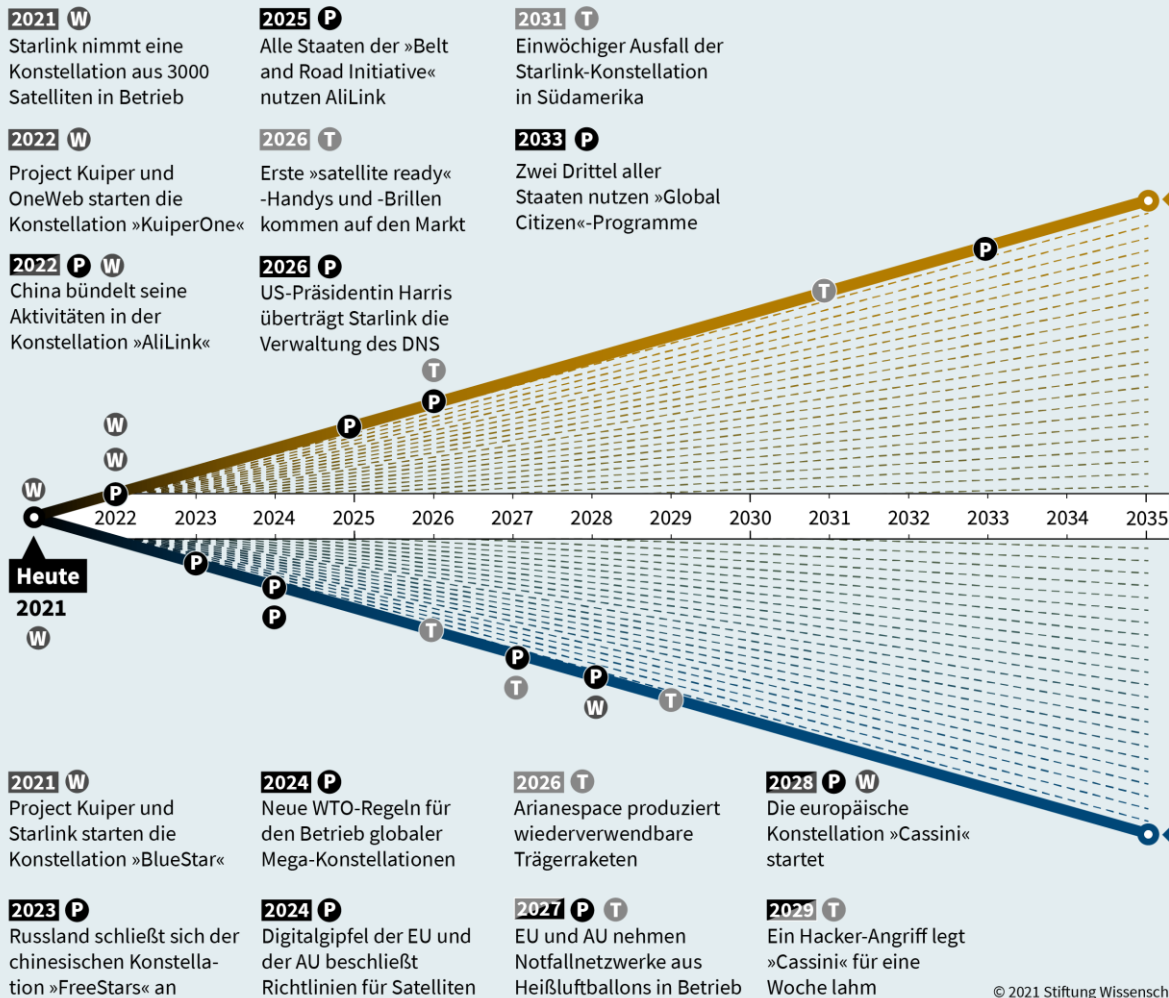 2021 W
Starlink nimmt eine
Konstellation aus 3000
Satelliten in Betrieb
2022 W
Project Kuiper und
OneWeb starten die
Konstellation »KuiperOne«
2022 P W
China bündelt seine
Aktivitäten in der
Konstellation »AliLink«
2025 P
Alle Staaten der »Belt
and Road Initiative«
nutzen AliLink
2026 T
Erste »satellite ready«
-Handys und -Brillen
kommen auf den Markt
2026 P
US-Präsidentin Harris
überträgt Starlink die
Verwaltung des DNS
2031 T
Einwöchiger Ausfall der
Starlink-Konstellation
in Südamerika
2033 P
Zwei Drittel aller
Staaten nutzen »Global
Citizen«-Programme
P
T
T
P
P
W
W
W
P
2022 2023 2024 2025 2026 2027 2028 2029 2030 2031 2032 2033 2034 2035
Heute
2021
W
P
P
P
T
P
T
P
W
T
2021 W
Project Kuiper und
Starlink starten die
Konstellation »BlueStar«
2023 P
Russland schließt sich der
chinesischen Konstella-
tion »FreeStars« an
2024 P
Neue WTO-Regeln für
den Betrieb globaler
Mega-Konstellationen
2024 P
Digitalgipfel der EU und
der AU beschließt
Richtlinien für Satelliten
2026 T
Arianespace produziert
wiederverwendbare
Trägerraketen
2027 P T
EU und AU nehmen
Notfallnetzwerke aus
Heißluftballons in Betrieb
2028 P W
Die europäische
Konstellation »Cassini«
startet
2029 T
Ein Hacker-Angriff legt
»Cassini« für eine
Woche lahm
© 2021 Stiftung Wissensch